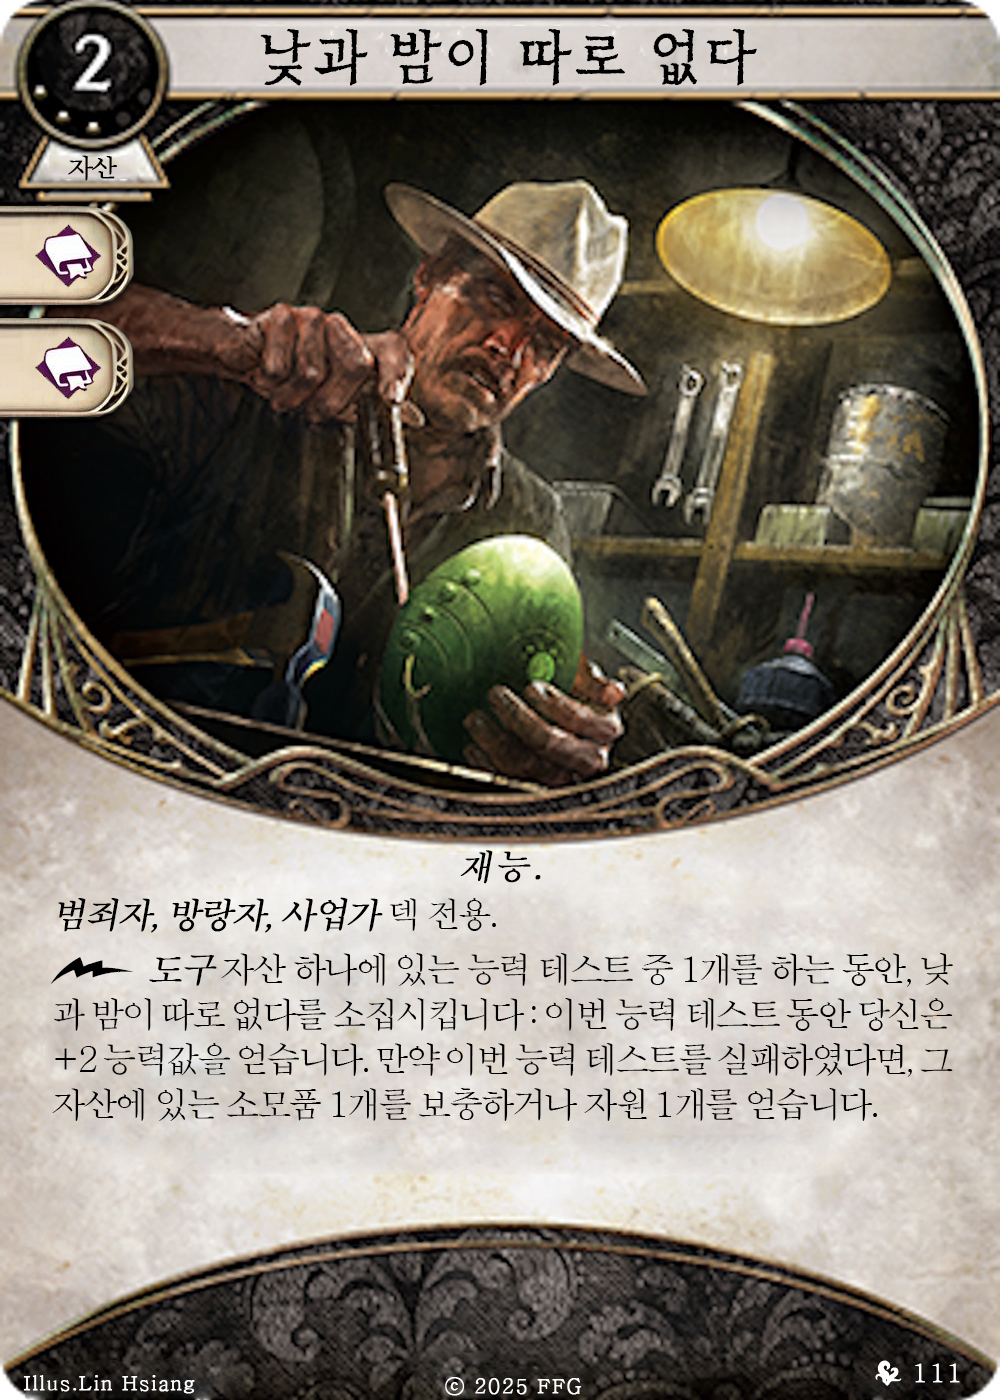 2
낮과 밤이 따로 없다
자산
재능.
범죄자, 방랑자, 사업가 덱 전용.
도구 자산 하나에 있는 능력 테스트 중 1개를 하는 동안, 낮
과 밤이 따로 없다를 소집시킵니다 : 이번 능력 테스트 동안 당신은
+2 능력값을 얻습니다. 만약 이번 능력 테스트를 실패하였다면, 그
자산에 있는 소모품 1개를 보충하거나 자원 1개를 얻습니다.
Illus.Lin Hsiang
© 2025 FFG
111